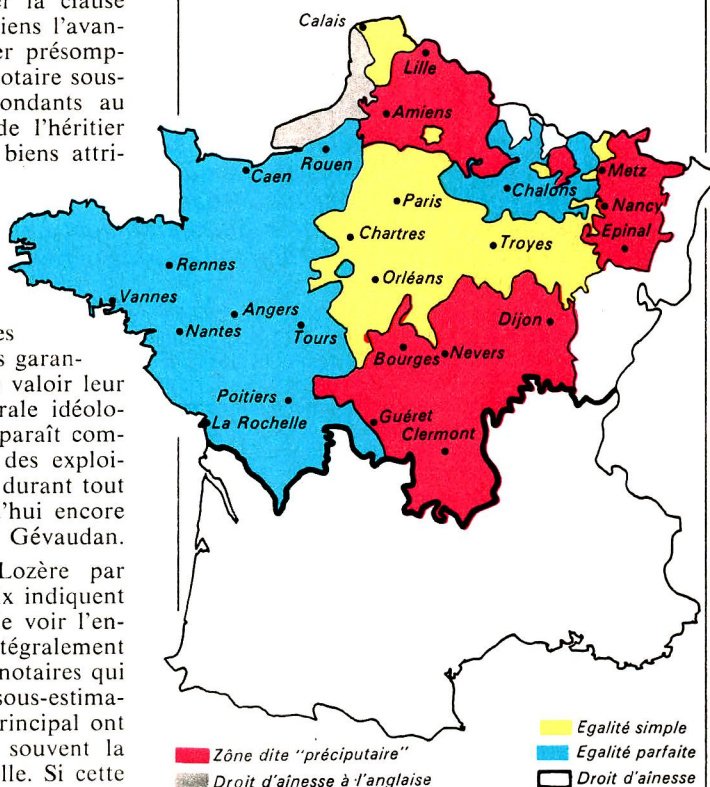 er la clause
iens l'avan-
er présomp-
otaire sous-
ondants au
de l'héritier
biens attri-
es
s garan-
valoir leur
rale idéolo-
paraît com-
des exploi-
durant tout
'hui encore
Gévaudan.
Lozère par
x indiquent
e voir l'en-
tégralement
notaires qui
sous-estima-
rincipal ont
souvent la
lle. Si cette
Calais
Lille
Amiens
Rouen
Caen
Metz
Chalons
Paris
Nancy
Chartres
Epinal
Troyes
Rennes
Orléans
Vannes
Angers
Dijon
Nantes
Tours
Bourges
Nevers
Poitiers
La Rochelle
Guéret
Clermont
Zône dite "préciputaire"
Droit d'aînesse à l'anglaise
Egalité simple
Egalité parfaite
Droit d'aînesse